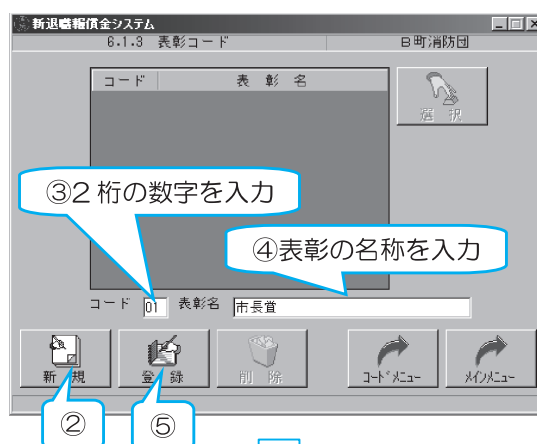 新退職報償金システム
6.1.3 表彰コード B町消防団
コード 表 彰 名
選 択
③2桁の数字を入力
④表彰の名称を入力
コード 01 表彰名 市長賞
新 規 登 録 削 除 コードメニュー メインメニュー
② ⑤